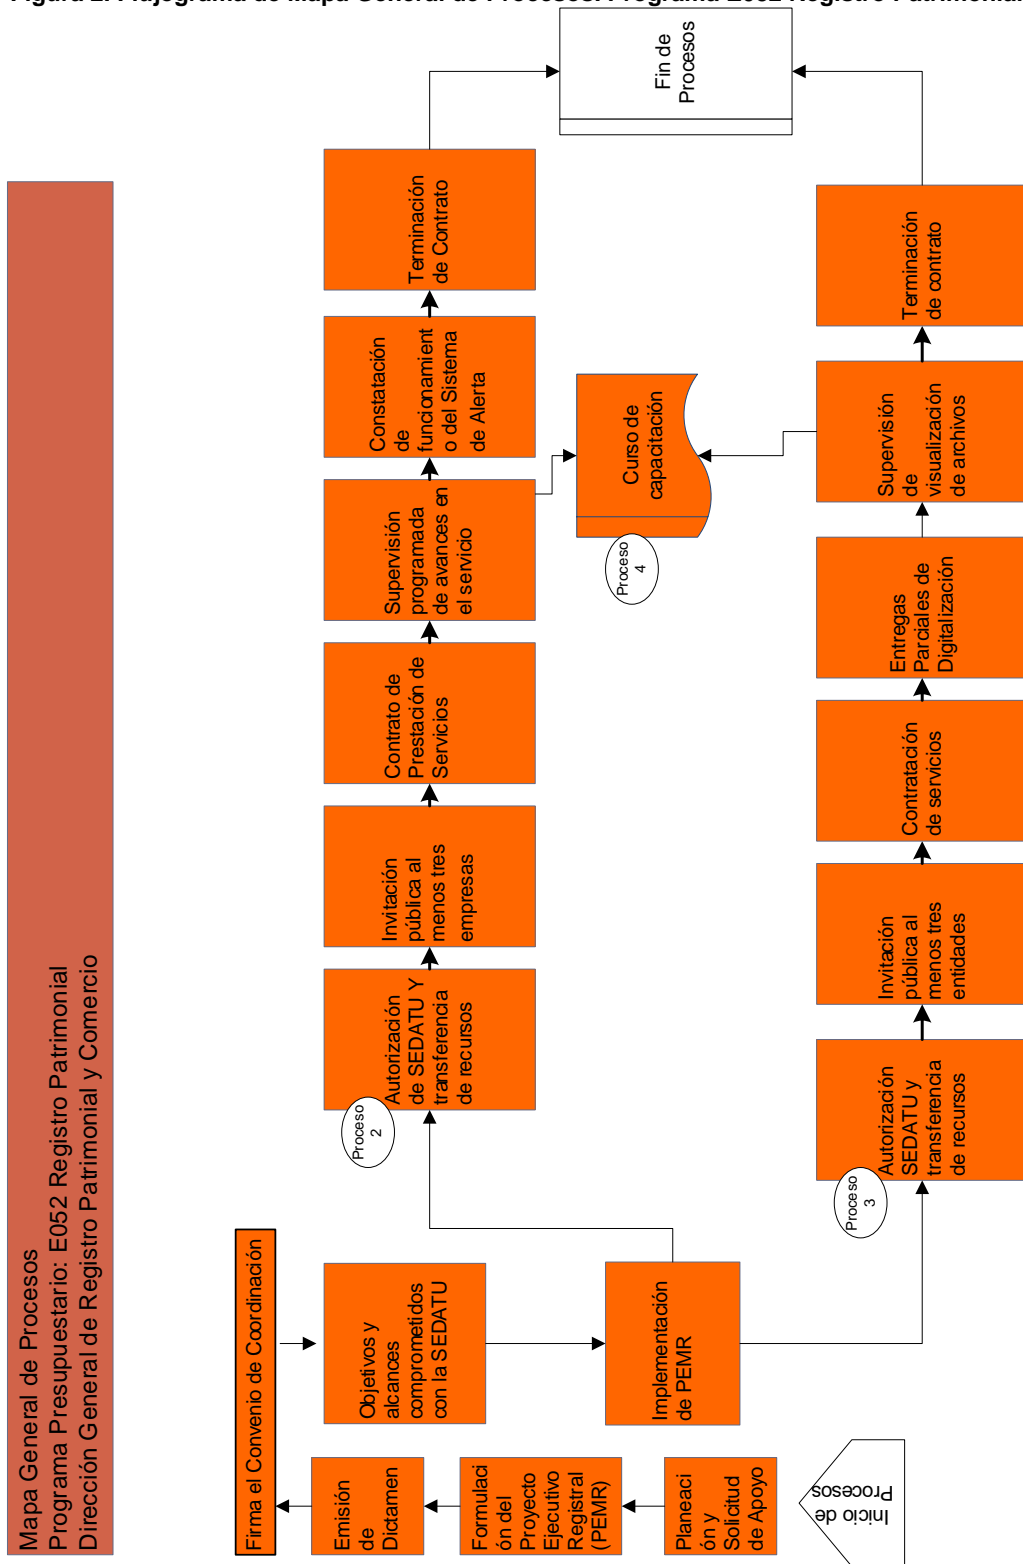 Figura 2. Flujograma de Mapa General de Procesos. Programa E052 Registro Patrimonial
Mapa General de Procesos
Programa Presupuestario: E052 Registro Patrimonial
Dirección General de Registro Patrimonial y Comercio
Inicio de
Procesos
Planeaci
ón y
Solicitud
de Apoyo
Formulaci
ón del
Proyecto
Ejecutivo
Registral
(PEMR)
Emisión
de
Dictamen
Firma el Convenio de Coordinación
Objetivos y
alcances
comprometidos
con la SEDATU
Implementación
de PEMR
Proceso
2
Autorización
de SEDATU Y
transferencia
de recursos
Invitación
pública al
menos tres
empresas
Contrato de
Prestación de
Servicios
Supervisión
programada
de avances en
el servicio
Constatación
de
funcionamient
o del Sistema
de Alerta
Terminación
de Contrato
Proceso
4
Curso de
capacitación
Proceso
3
Autorización
SEDATU y
transferencia
de recursos
Invitación
pública al
menos tres
entidades
Contratación
de servicios
Entregas
Parciales de
Digitalización
Supervisión
de
visualización
de archivos
Terminación
de contrato
Fin de
Procesos